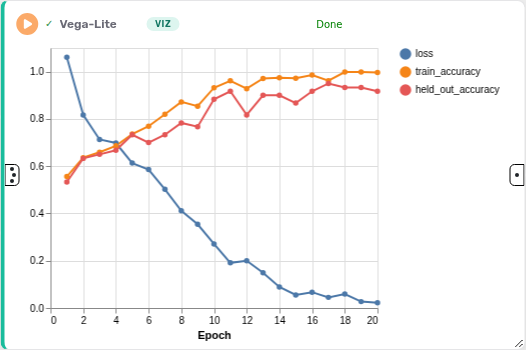 ✓ Vega-Lite VIZ Done
loss
train_accuracy
held_out_accuracy
1.0
0.8
0.6
0.4
0.2
0.0
0 2 4 6 8 10 12 14 16 18 20
Epoch